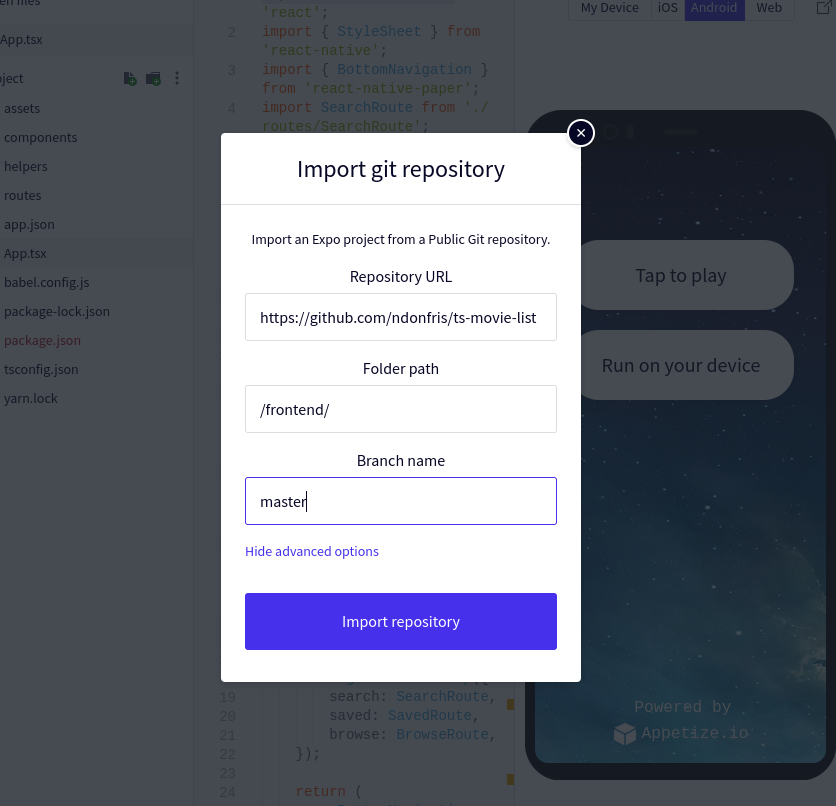 en files
App.tsx
ject
assets
components
helpers
routes
app.json
App.tsx
babel.config.js
package-lock.json
package.json
tsconfig.json
yarn.lock
'react';
2 import { StyleSheet } from
'react-native';
3 import { BottomNavigation }
from 'react-native-paper';
4 import SearchRoute from './
routes/SearchRoute';
My Device iOS Android Web
Import git repository
Import an Expo project from a Public Git repository.
Repository URL
https://github.com/ndonfris/ts-movie-list
Folder path
/frontend/
Branch name
master
Hide advanced options
Import repository
Tap to play
Run on your device
19 search: SearchRoute,
20 saved: SavedRoute,
21 browse: BrowseRoute,
22 });
23
24 return (
Powered by
Appetize.io